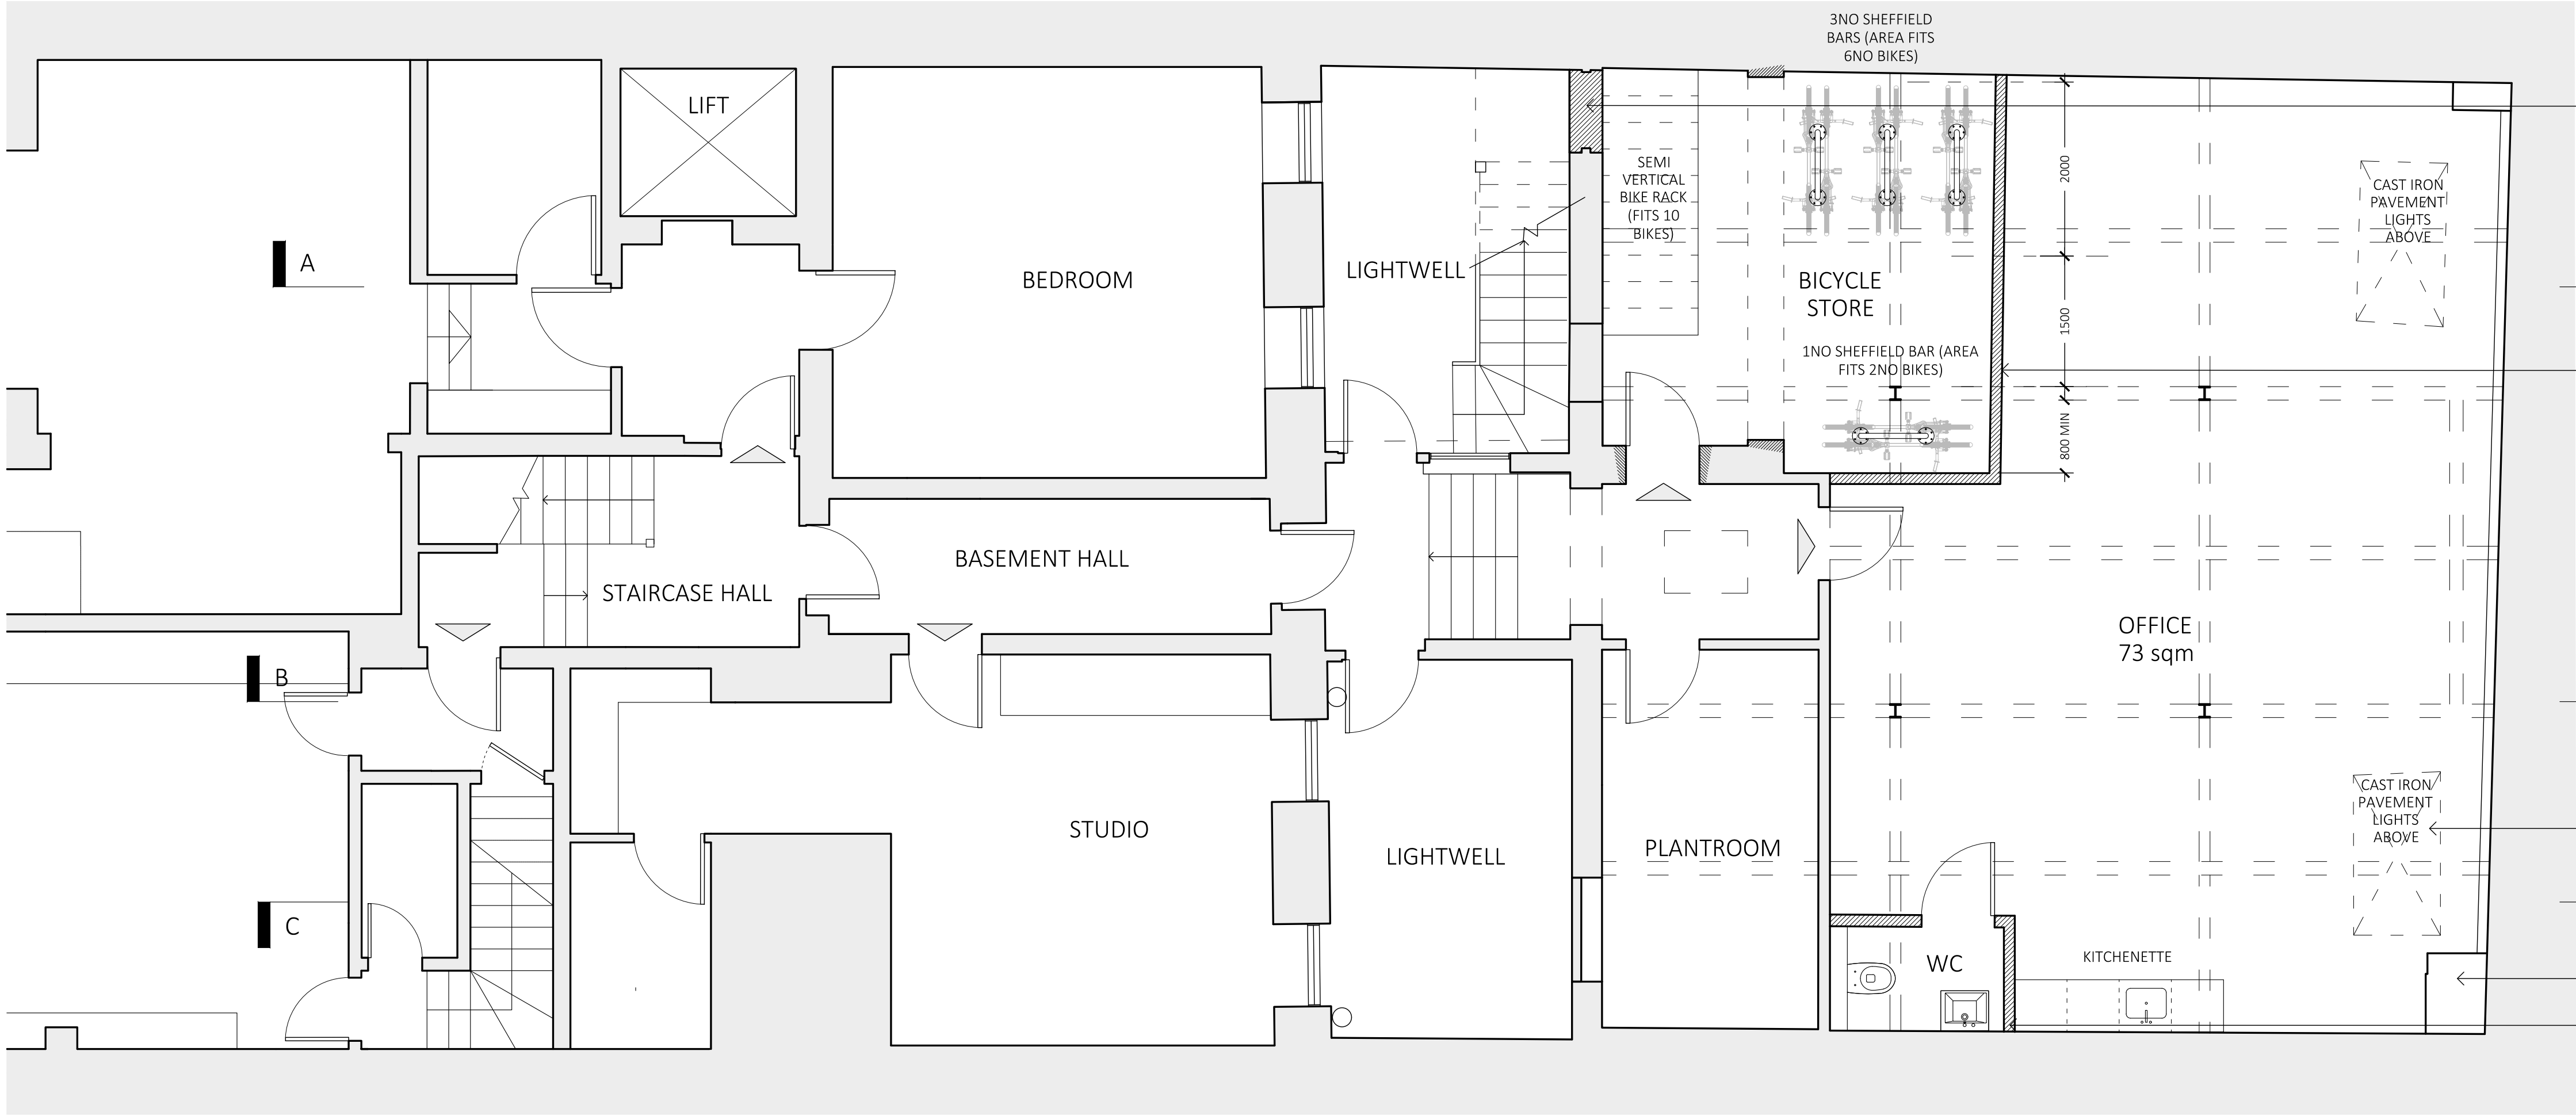 3NO SHEFFIELD
BARS (AREA FITS
6NO BIKES)
LIFT
A
BEDROOM
LIGHTWELL
SEMI
VERTICAL
BIKE RACK
(FITS 10
BIKES)
BICYCLE
STORE
1NO SHEFFIELD BAR (AREA
FITS 2NO BIKES)
2000
1500
800 MIN
CAST IRON
PAVEMENT
LIGHTS
ABOVE
STAIRCASE HALL
BASEMENT HALL
OFFICE
73 sqm
B
STUDIO
LIGHTWELL
PLANTROOM
CAST IRON
PAVEMENT
LIGHTS
ABOVE
C
WC
KITCHENETTE